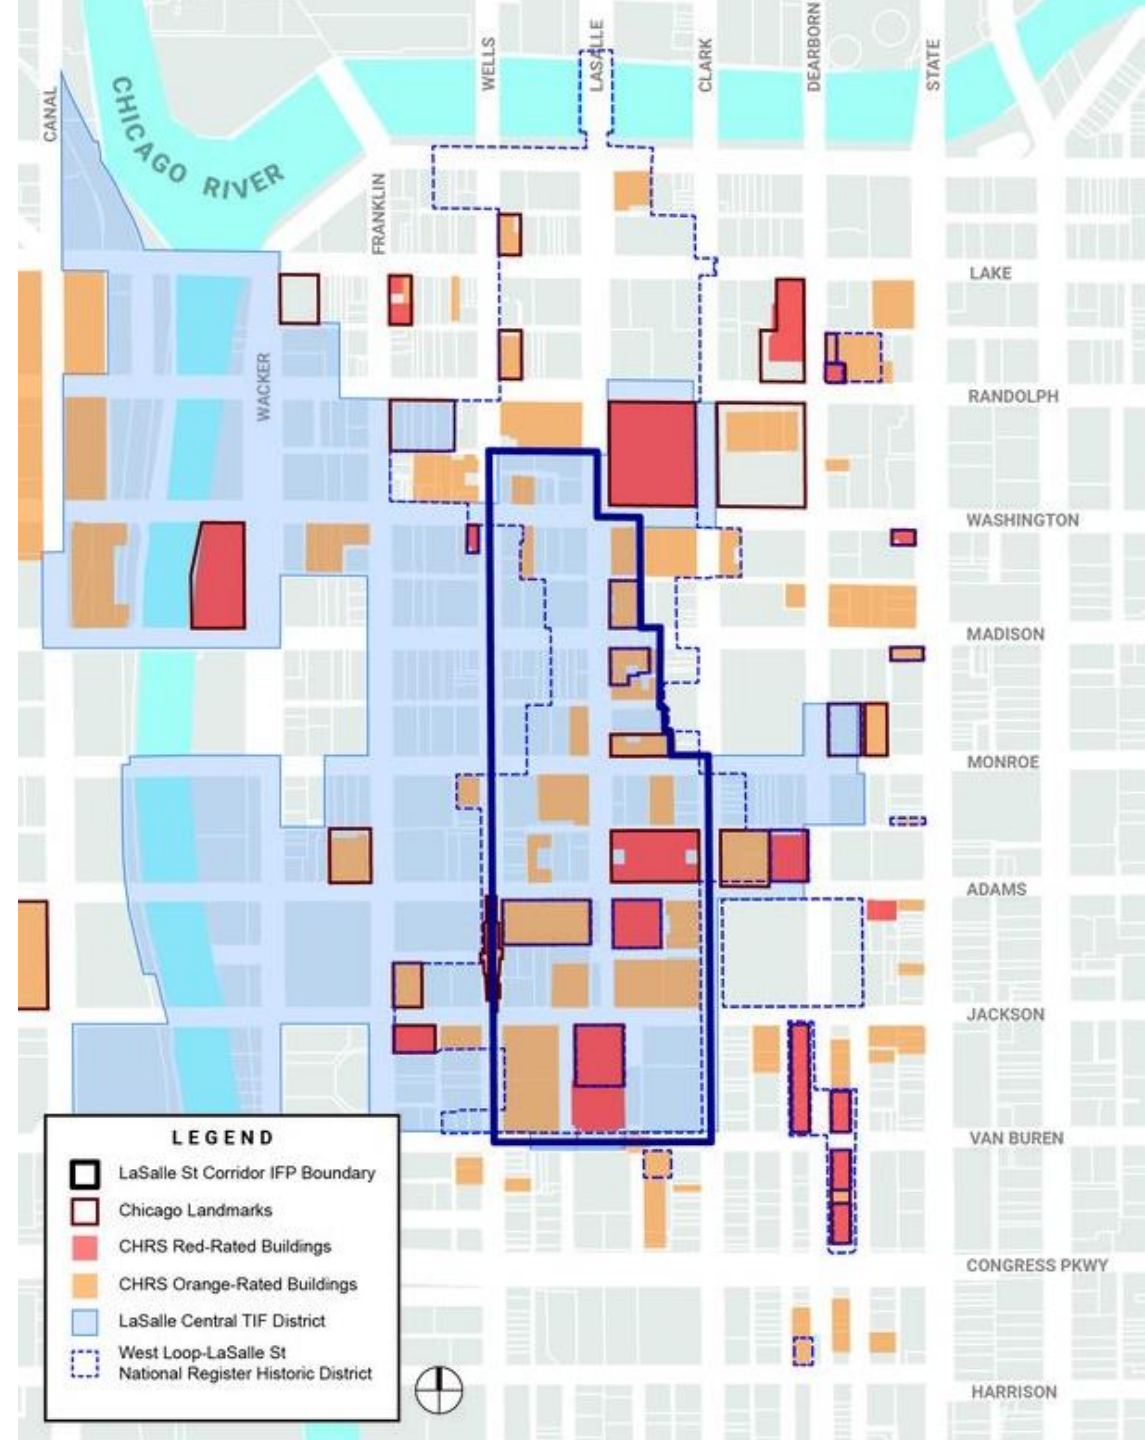 CANAL
CHICAGO RIVER
FRANKLIN
WELLS
LASALLE
CLARK
DEARBORN
STATE
WACKER
LAKE
RANDOLPH
WASHINGTON
MADISON
MONROE
ADAMS
JACKSON
VAN BUREN
CONGRESS PKWY
HARRISON
LEGEND
LaSalle St Corridor IFP Boundary
Chicago Landmarks
CHRS Red-Rated Buildings
CHRS Orange-Rated Buildings
LaSalle Central TIF District
West Loop-LaSalle St
National Register Historic District